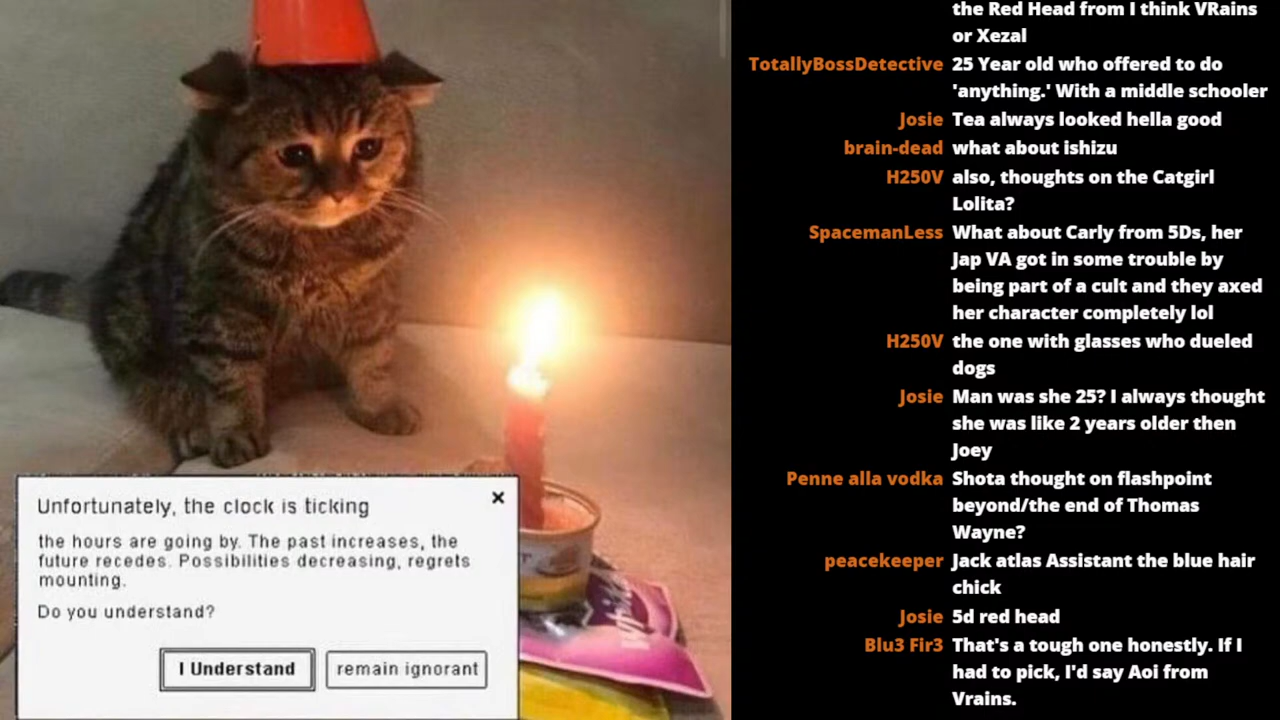 Unfortunately, the clock is ticking
the hours are going by. The past increases, the
future recedes. Possibilities decreasing, regrets
mounting.
Do you understand?
I Understand
remain ignorant
the Red Head from I think VRains
or Xezal
TotallyBossDetective 25 Year old who offered to do
'anything.' With a middle schooler
Josie Tea always looked hella good
brain-dead what about ishizu
H250V also, thoughts on the Catgirl
Lolita?
SpacemanLess What about Carly from 5Ds, her
Jap VA got in some trouble by
being part of a cult and they axed
her character completely lol
H250V the one with glasses who dueled
dogs
Josie Man was she 25? I always thought
she was like 2 years older then
Joey
Penne alla vodka Shota thought on flashpoint
beyond/the end of Thomas
Wayne?
peacekeeper Jack atlas Assistant the blue hair
chick
Josie 5d red head
Blu3 Fir3 That's a tough one honestly. If I
had to pick, I'd say Aoi from
Vrains.